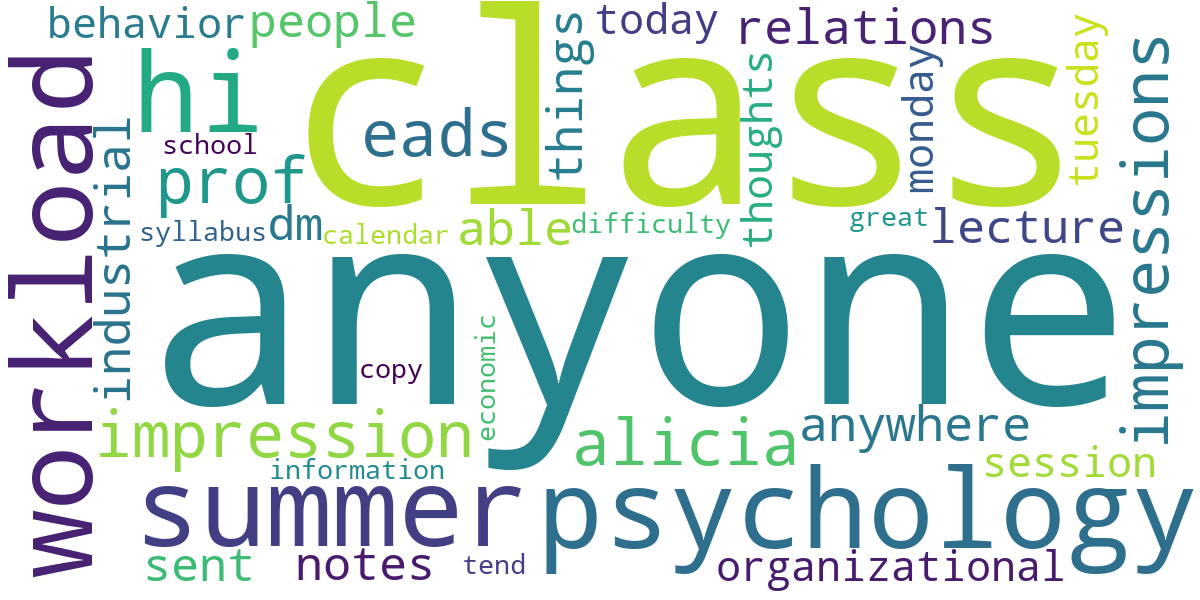 behavior
people
class
things
today
relations
tuesday
impressions
workload
hi
eads
thoughts
monday
industrial
school
prof
syllabus
dm
calendar
able
difficulty
great
lecture
anyone
economic
copy
impression
alicia
anywhere
information
session
summer
psychology
sent
notes
tend
organizational